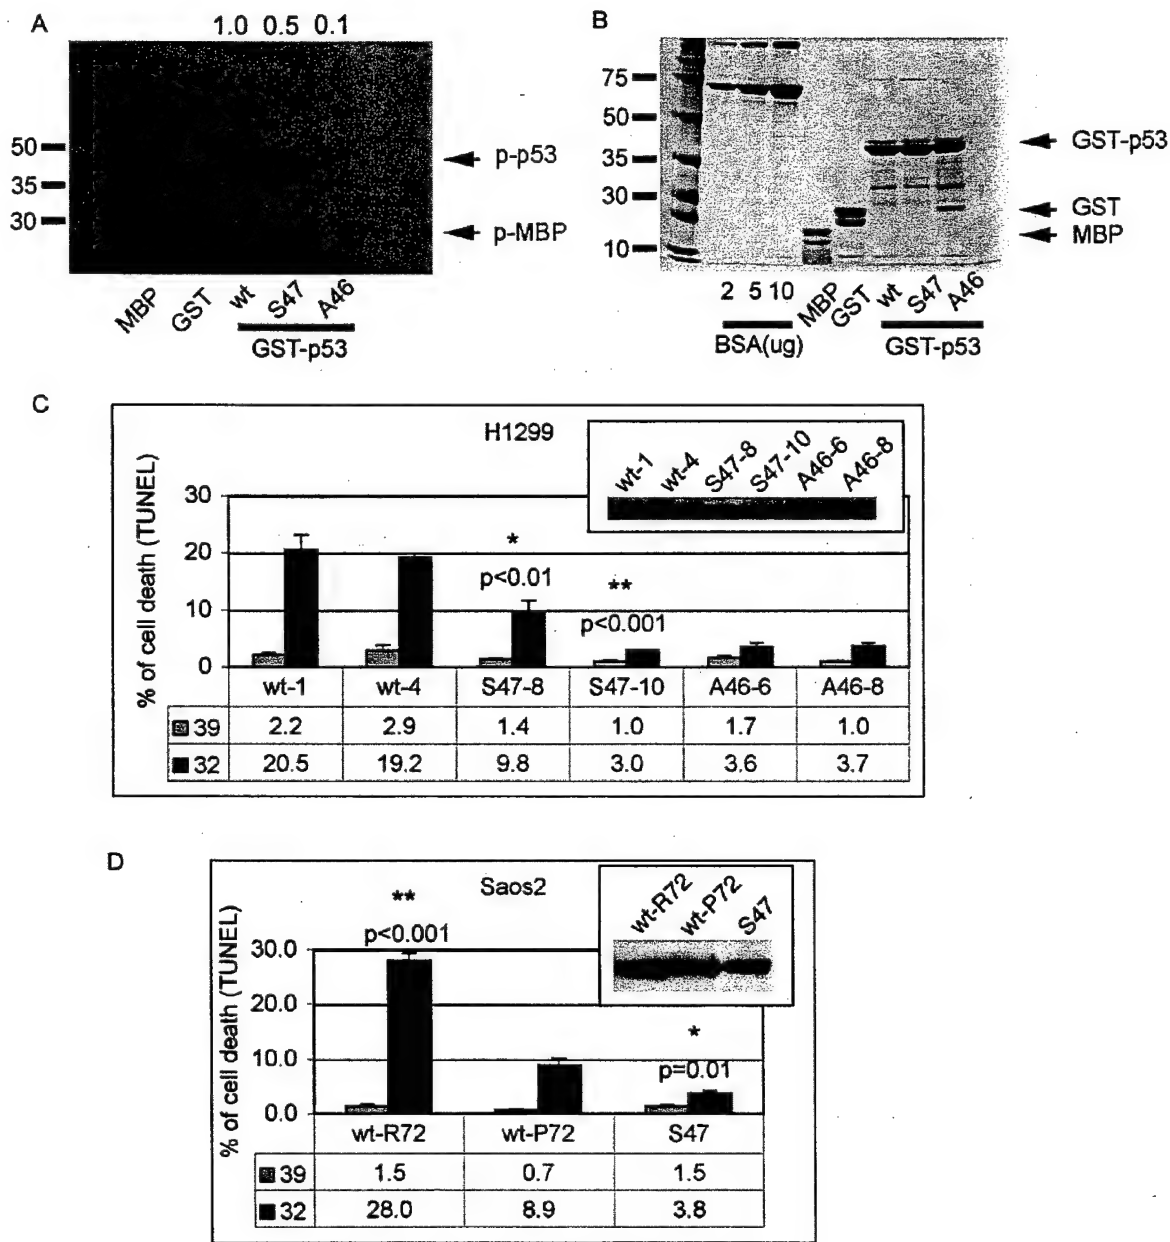 A
1.0 0.5 0.1
50
35
30
p-p53
p-MBP
MBP GST wt S47 A46
GST-p53
B
75
50
35
30
10
GST-p53
GST
MBP
2 5 10 MBP GST wt S47 A46
BSA(ug) GST-p53
C
H1299
wt-1 wt-4 S47-8 S47-10 A46-6 A46-8
% of cell death (TUNEL)
30
20
10
0
*
p<0.01
**
p<0.001
wt-1 wt-4 S47-8 S47-10 A46-6 A46-8
39 2.2 2.9 1.4 1.0 1.7 1.0
32 20.5 19.2 9.8 3.0 3.6 3.7
D
Saos2
wt-R72 wt-P72 S47
% of cell death (TUNEL)
30.0
20.0
10.0
0.0
**
p<0.001
*
p=0.01
wt-R72 wt-P72 S47
39 1.5 0.7 1.5
32 28.0 8.9 3.8